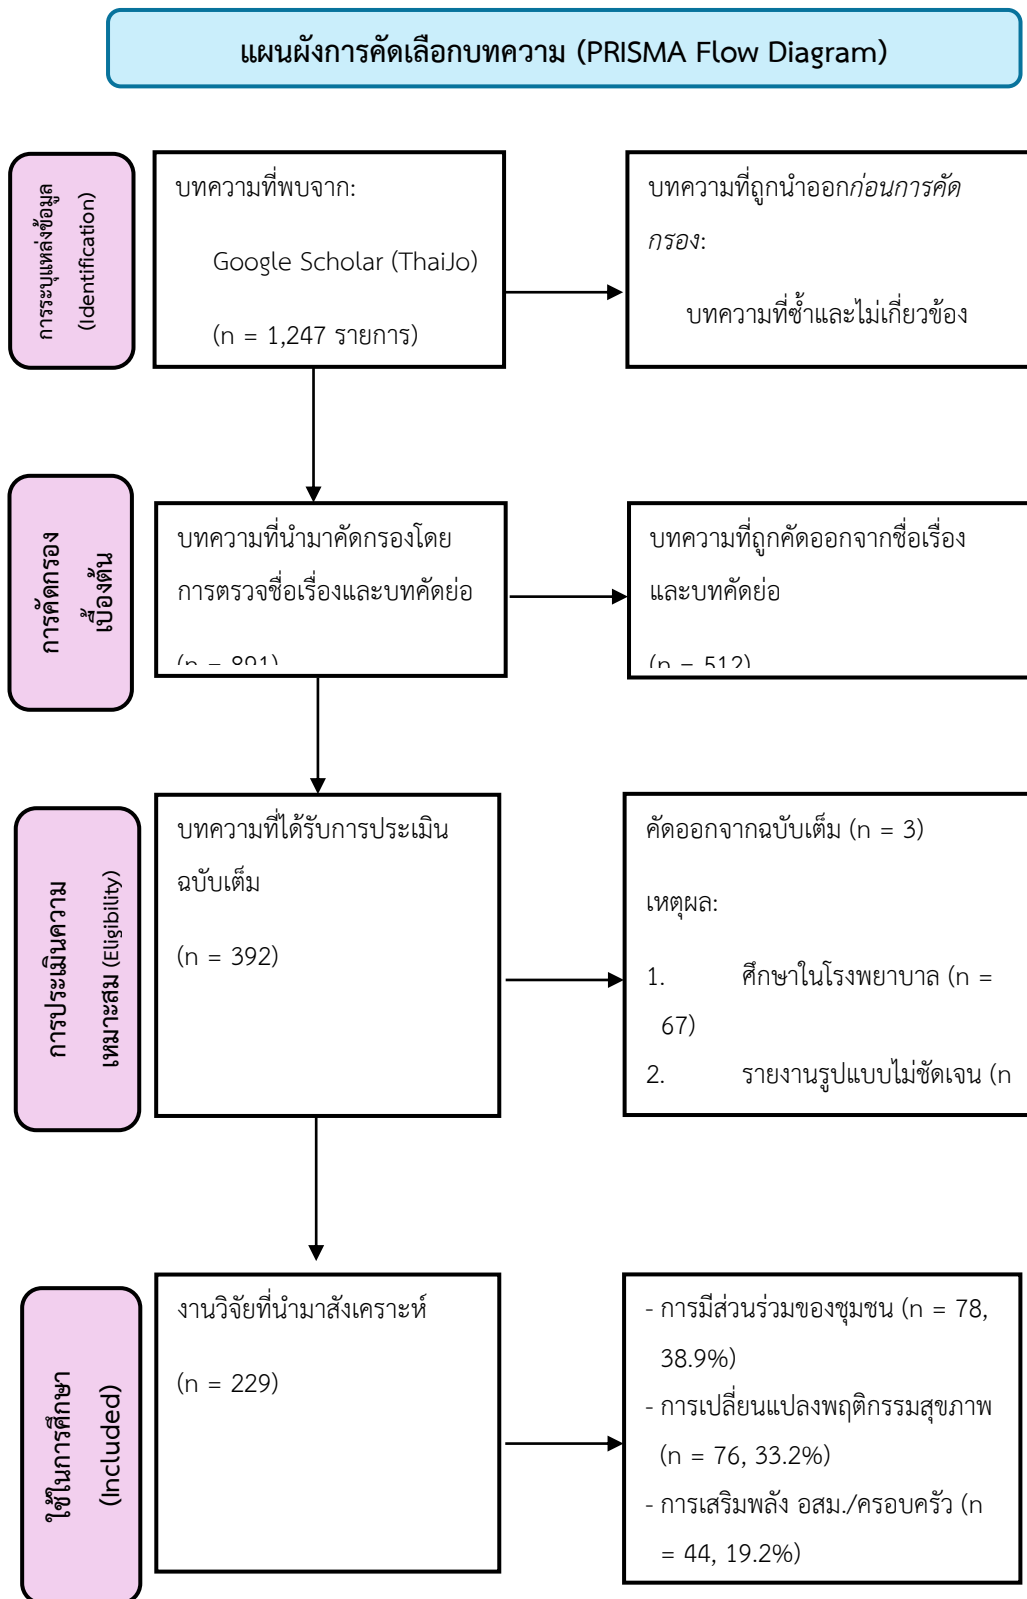 แผนผังการคัดเลือกบทความ (PRISMA Flow Diagram)
การระบุแหล่งข้อมูล
(Identification)
บทความที่พบจาก:
Google Scholar (ThaiJo)
(n = 1,247 รายการ)
บทความที่ถูกนำออกก่อนการคัด
กรอง:
บทความที่ซ้ำและไม่เกี่ยวข้อง
การคัดกรอง
เบื้องต้น
บทความที่นำมาคัดกรองโดย
การตรวจชื่อเรื่องและบทคัดย่อ
(n = 891)
บทความที่ถูกคัดออกจากชื่อเรื่อง
และบทคัดย่อ
(n = 512)
การประเมินความ
เหมาะสม (Eligibility)
บทความที่ได้รับการประเมิน
ฉบับเต็ม
(n = 392)
คัดออกจากฉบับเต็ม (n = 3)
เหตุผล:
1. ศึกษาในโรงพยาบาล (n =
67)
2. รายงานรูปแบบไม่ชัดเจน (n
ใช้ในการศึกษา
(Included)
งานวิจัยที่นำมาสังเคราะห์
(n = 229)
- การมีส่วนร่วมของชุมชน (n = 78,
38.9%)
- การเปลี่ยนแปลงพฤติกรรมสุขภาพ
(n = 76, 33.2%)
- การเสริมพลัง อสม./ครอบครัว (n
= 44, 19.2%)